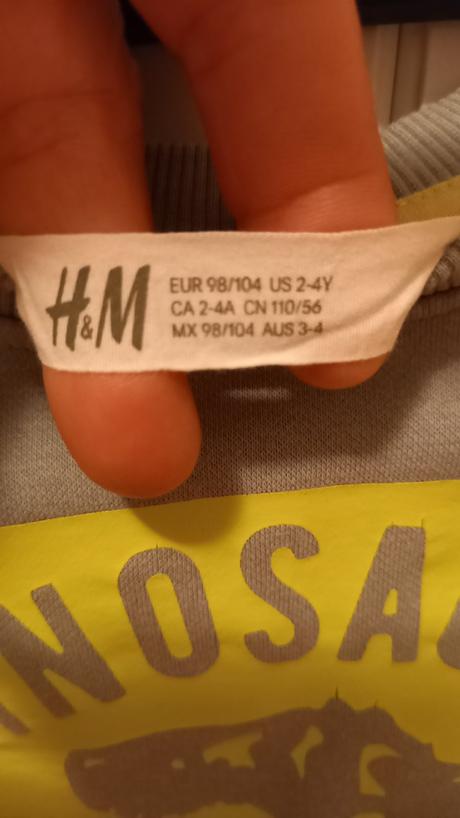 H&M
EUR 98/104 US 2-4Y
CA 2-4A CN 110/56
MX 98/104 AUS 3-4
NOSA